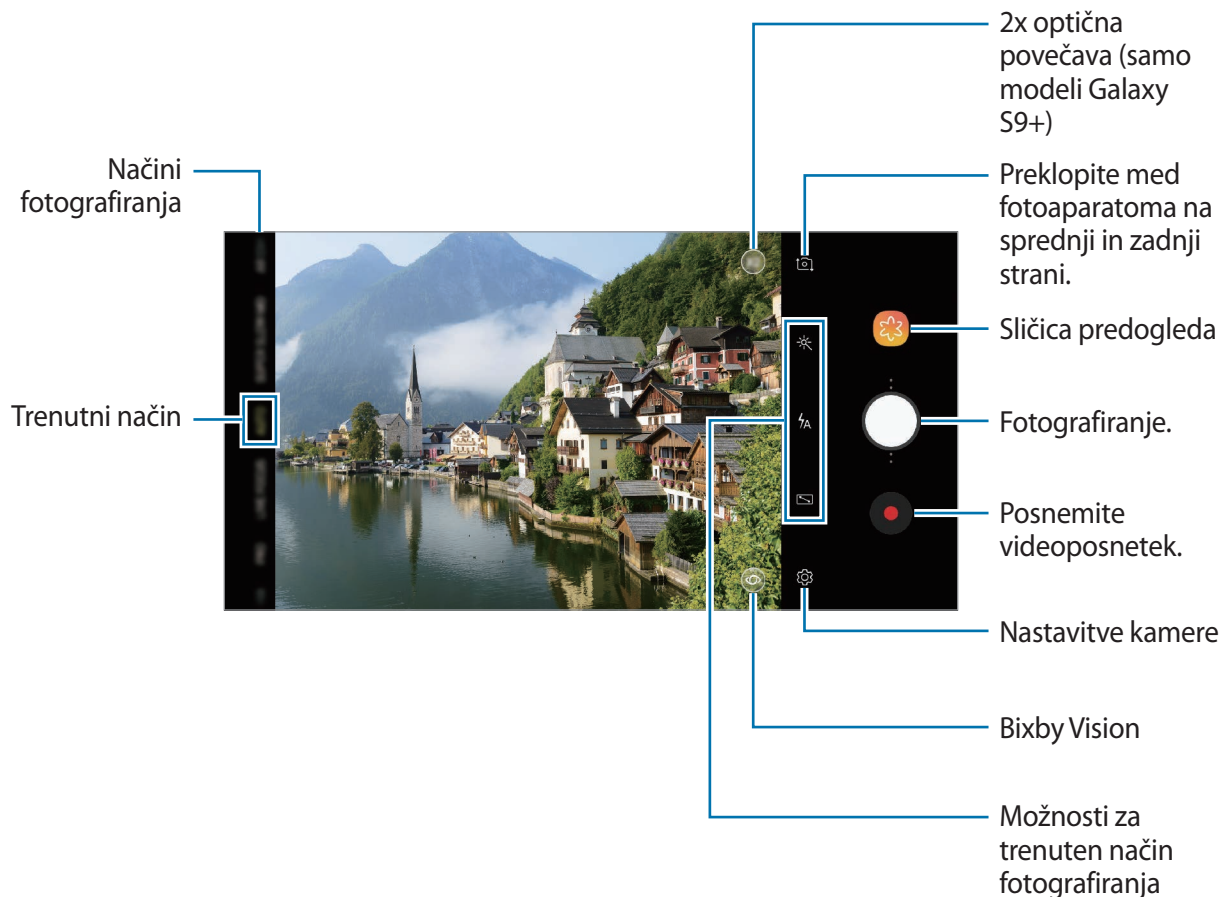 2x optična
povečava (samo
modeli Galaxy
S9+)
Načini
fotografiranja
Preklopite med
fotoaparatoma na
sprednji in zadnji
strani.
Sličica predogleda
Trenutni način
Fotografiranje.
Posnemite
videoposnetek.
Nastavitve kamere
Bixby Vision
Možnosti za
trenuten način
fotografiranja